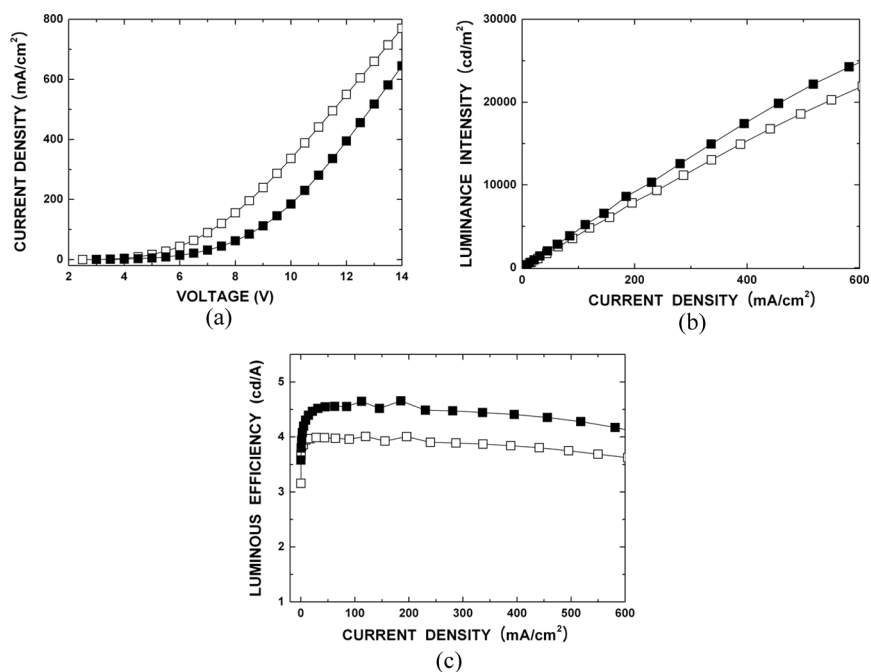 800
600
400
200
0
CURRENT DENSITY (mA/cm²)
2 4 6 8 10 12 14
VOLTAGE (V)
(a)
30000
20000
10000
0
LUMINANCE INTENSITY (cd/m²)
0 200 400 600
CURRENT DENSITY (mA/cm²)
(b)
5
4
3
2
1
LUMINOUS EFFICIENCY (cd/A)
0 100 200 300 400 500 600
CURRENT DENSITY (mA/cm²)
(c)